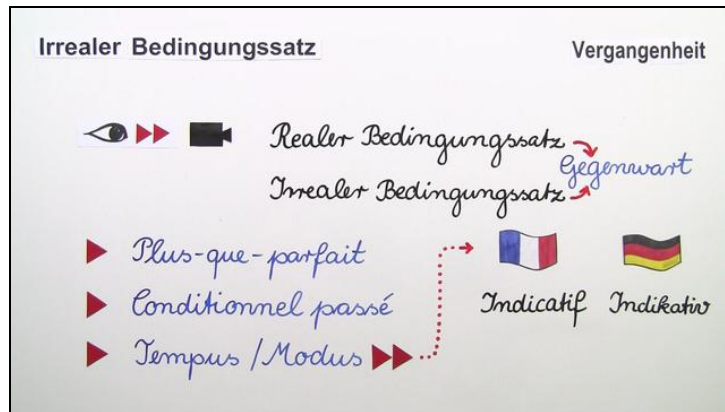 Irrealer Bedingungssatz
Vergangenheit
Realer Bedingungssatz
Gegenwart
Irrealer Bedingungssatz
Plus-que-parfait
Conditionnel passé
Indicatif Indikativ
Tempus / Modus